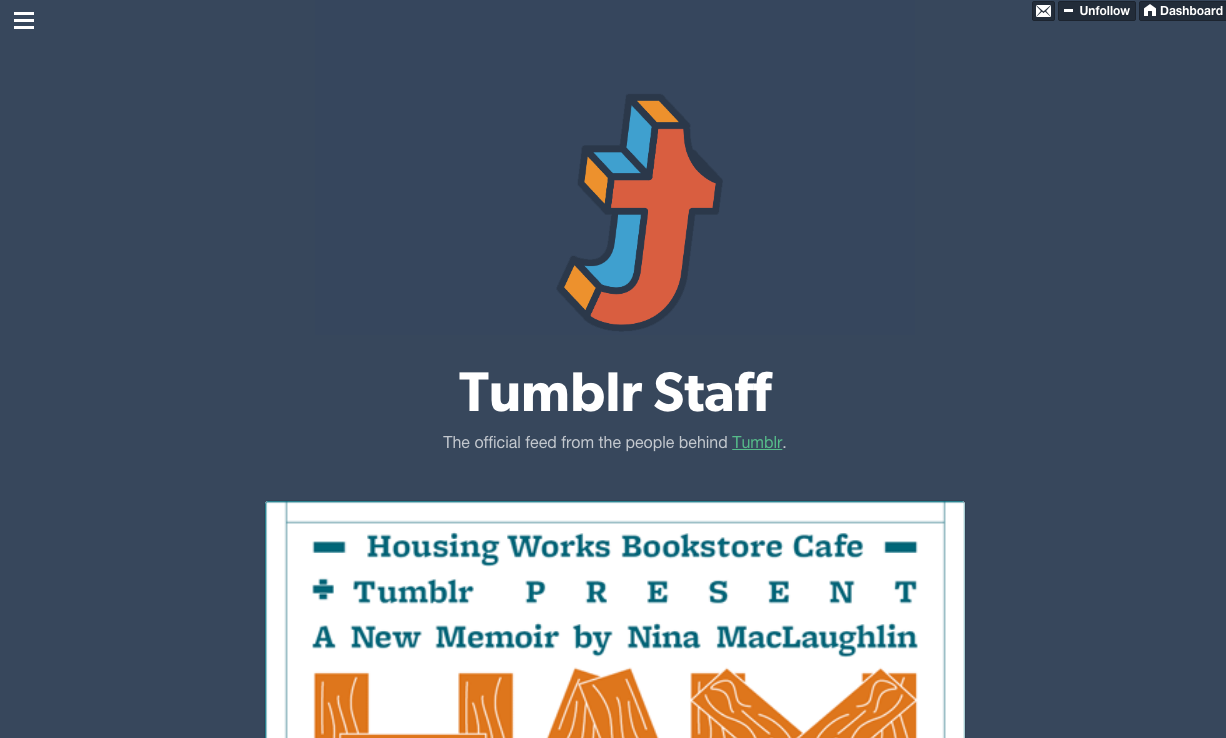 Unfollow
Dashboard
Tumblr Staff
The official feed from the people behind Tumblr.
Housing Works Bookstore Cafe
+ Tumblr PRESENT
A New Memoir by Nina MacLaughlin